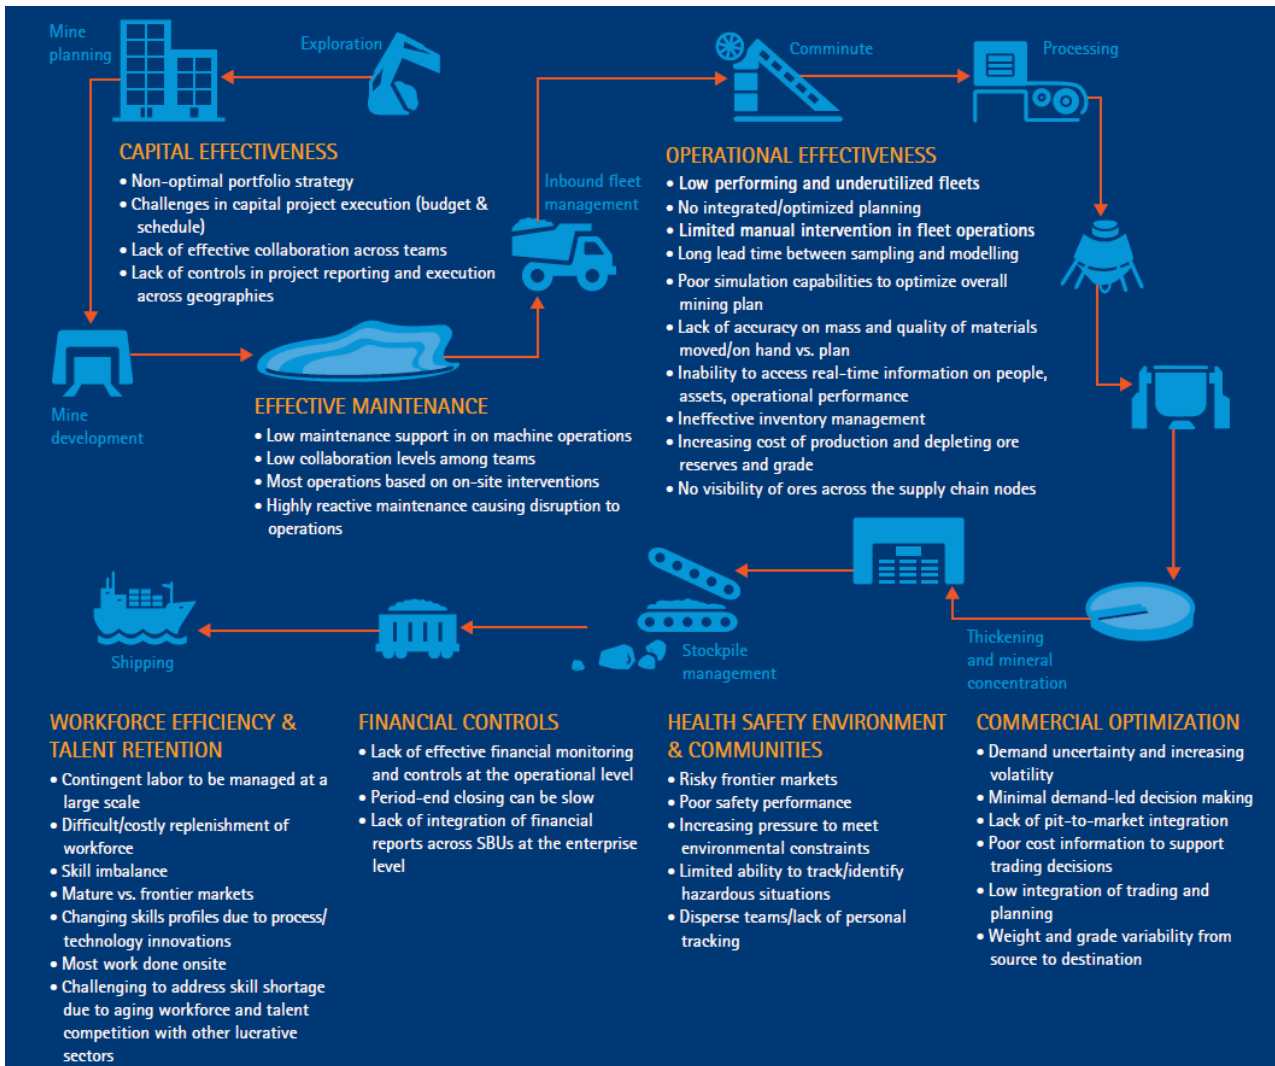 Mine
planning
Exploration
Comminute
Processing
CAPITAL EFFECTIVENESS
• Non-optimal portfolio strategy
• Challenges in capital project execution (budget &
schedule)
• Lack of effective collaboration across teams
• Lack of controls in project reporting and execution
across geographies
Inbound fleet
management
OPERATIONAL EFFECTIVENESS
• Low performing and underutilized fleets
• No integrated/optimized planning
• Limited manual intervention in fleet operations
• Long lead time between sampling and modelling
• Poor simulation capabilities to optimize overall
mining plan
• Lack of accuracy on mass and quality of materials
moved/on hand vs. plan
• Inability to access real-time information on people,
assets, operational performance
• Ineffective inventory management
• Increasing cost of production and depleting ore
reserves and grade
• No visibility of ores across the supply chain nodes
Mine
development
EFFECTIVE MAINTENANCE
• Low maintenance support in on machine operations
• Low collaboration levels among teams
• Most operations based on on-site interventions
• Highly reactive maintenance causing disruption to
operations
Shipping
Stockpile
management
Thickening
and mineral
concentration
WORKFORCE EFFICIENCY &
TALENT RETENTION
• Contingent labor to be managed at a
large scale
• Difficult/costly replenishment of
workforce
• Skill imbalance
• Mature vs. frontier markets
• Changing skills profiles due to process/
technology innovations
• Most work done onsite
• Challenging to address skill shortage
due to aging workforce and talent
competition with other lucrative
sectors
FINANCIAL CONTROLS
• Lack of effective financial monitoring
and controls at the operational level
• Period-end closing can be slow
• Lack of integration of financial
reports across SBUs at the enterprise
level
HEALTH SAFETY ENVIRONMENT
& COMMUNITIES
• Risky frontier markets
• Poor safety performance
• Increasing pressure to meet
environmental constraints
• Limited ability to track/identify
hazardous situations
• Disperse teams/lack of personal
tracking
COMMERCIAL OPTIMIZATION
• Demand uncertainty and increasing
volatility
• Minimal demand-led decision making
• Lack of pit-to-market integration
• Poor cost information to support
trading decisions
• Low integration of trading and
planning
• Weight and grade variability from
source to destination